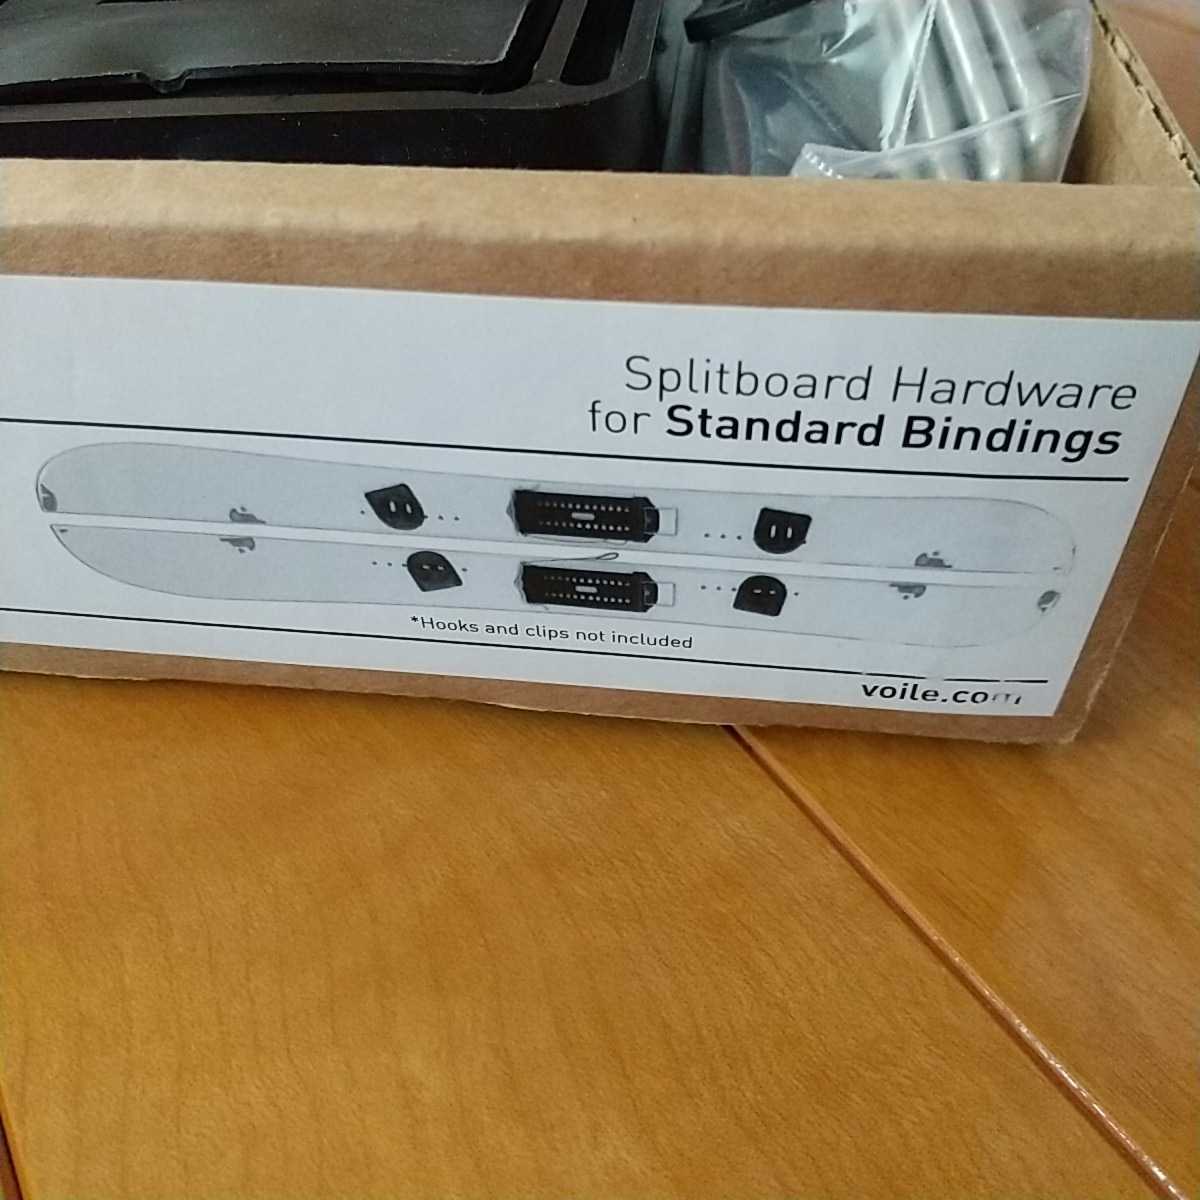 Splitboard Hardware
for Standard Bindings
*Hooks and clips not included
voile.com